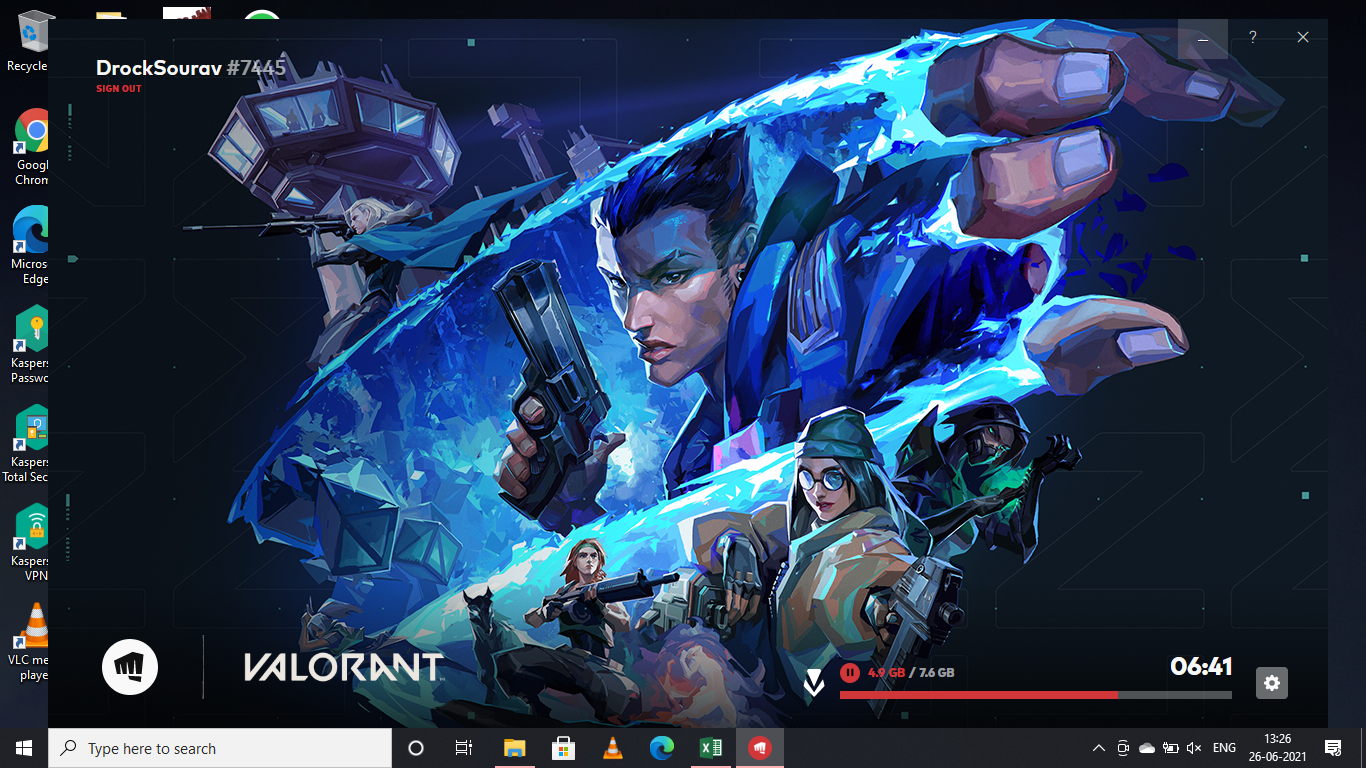 DrockSourav #7445
SIGN OUT
?
Recycle
Googl
Chrom
Micros
Edge
Kaspers
Passwo
Kaspers
Total Sec
Kaspers
VPN
VLC me
playe
VALORANT
4.9 GB / 7.6 GB
06:41
Type here to search
ENG
13:26
26-06-2021